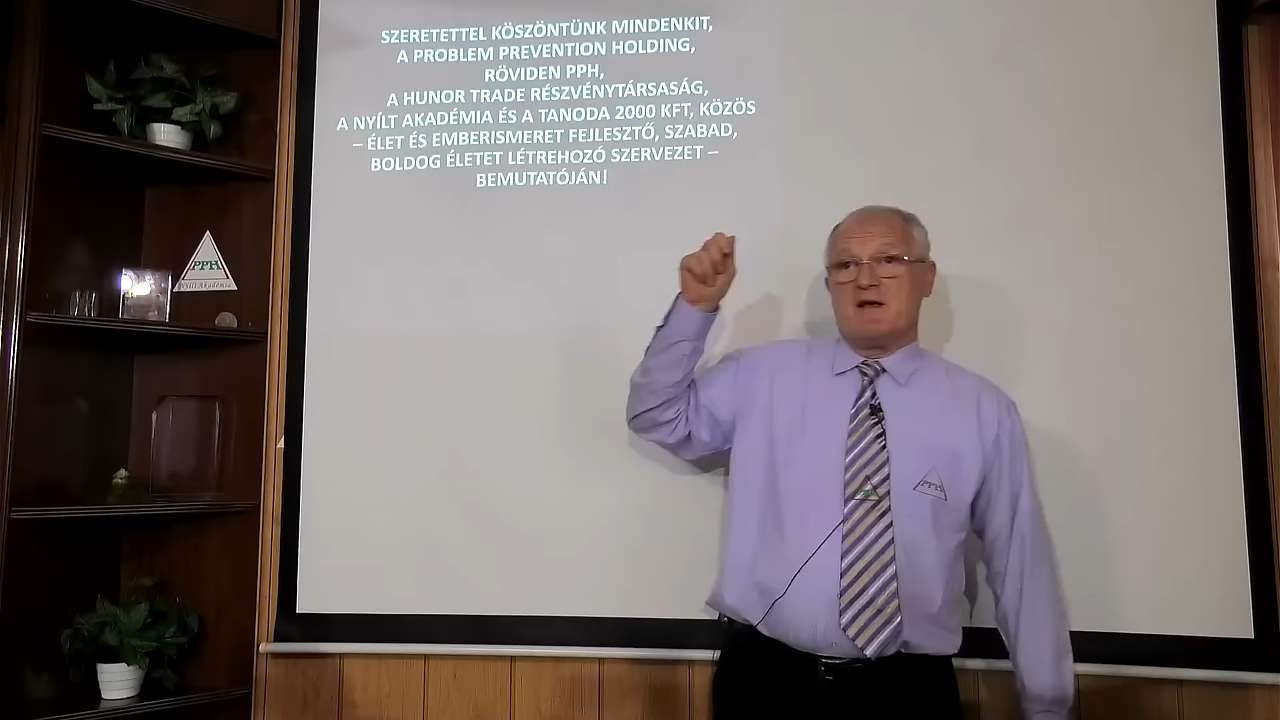 SZERETETTEL KÖSZÖNTÜNK MINDENKIT,
A PROBLEM PREVENTION HOLDING,
RÖVIDEN PPH,
A HUNOR TRADE RÉSZVÉNYTÁRSASÁG,
A NYÍLT AKADÉMIA ÉS A TANODA 2000 KFT, KÖZÖS
– ÉLET ÉS EMBERISMERET FEJLESZTŐ, SZABAD,
BOLDOG ÉLETET LÉTREHOZÓ SZERVEZET –
BEMUTATÓJÁN!
PPH
Nyílt Akadémia
PPH